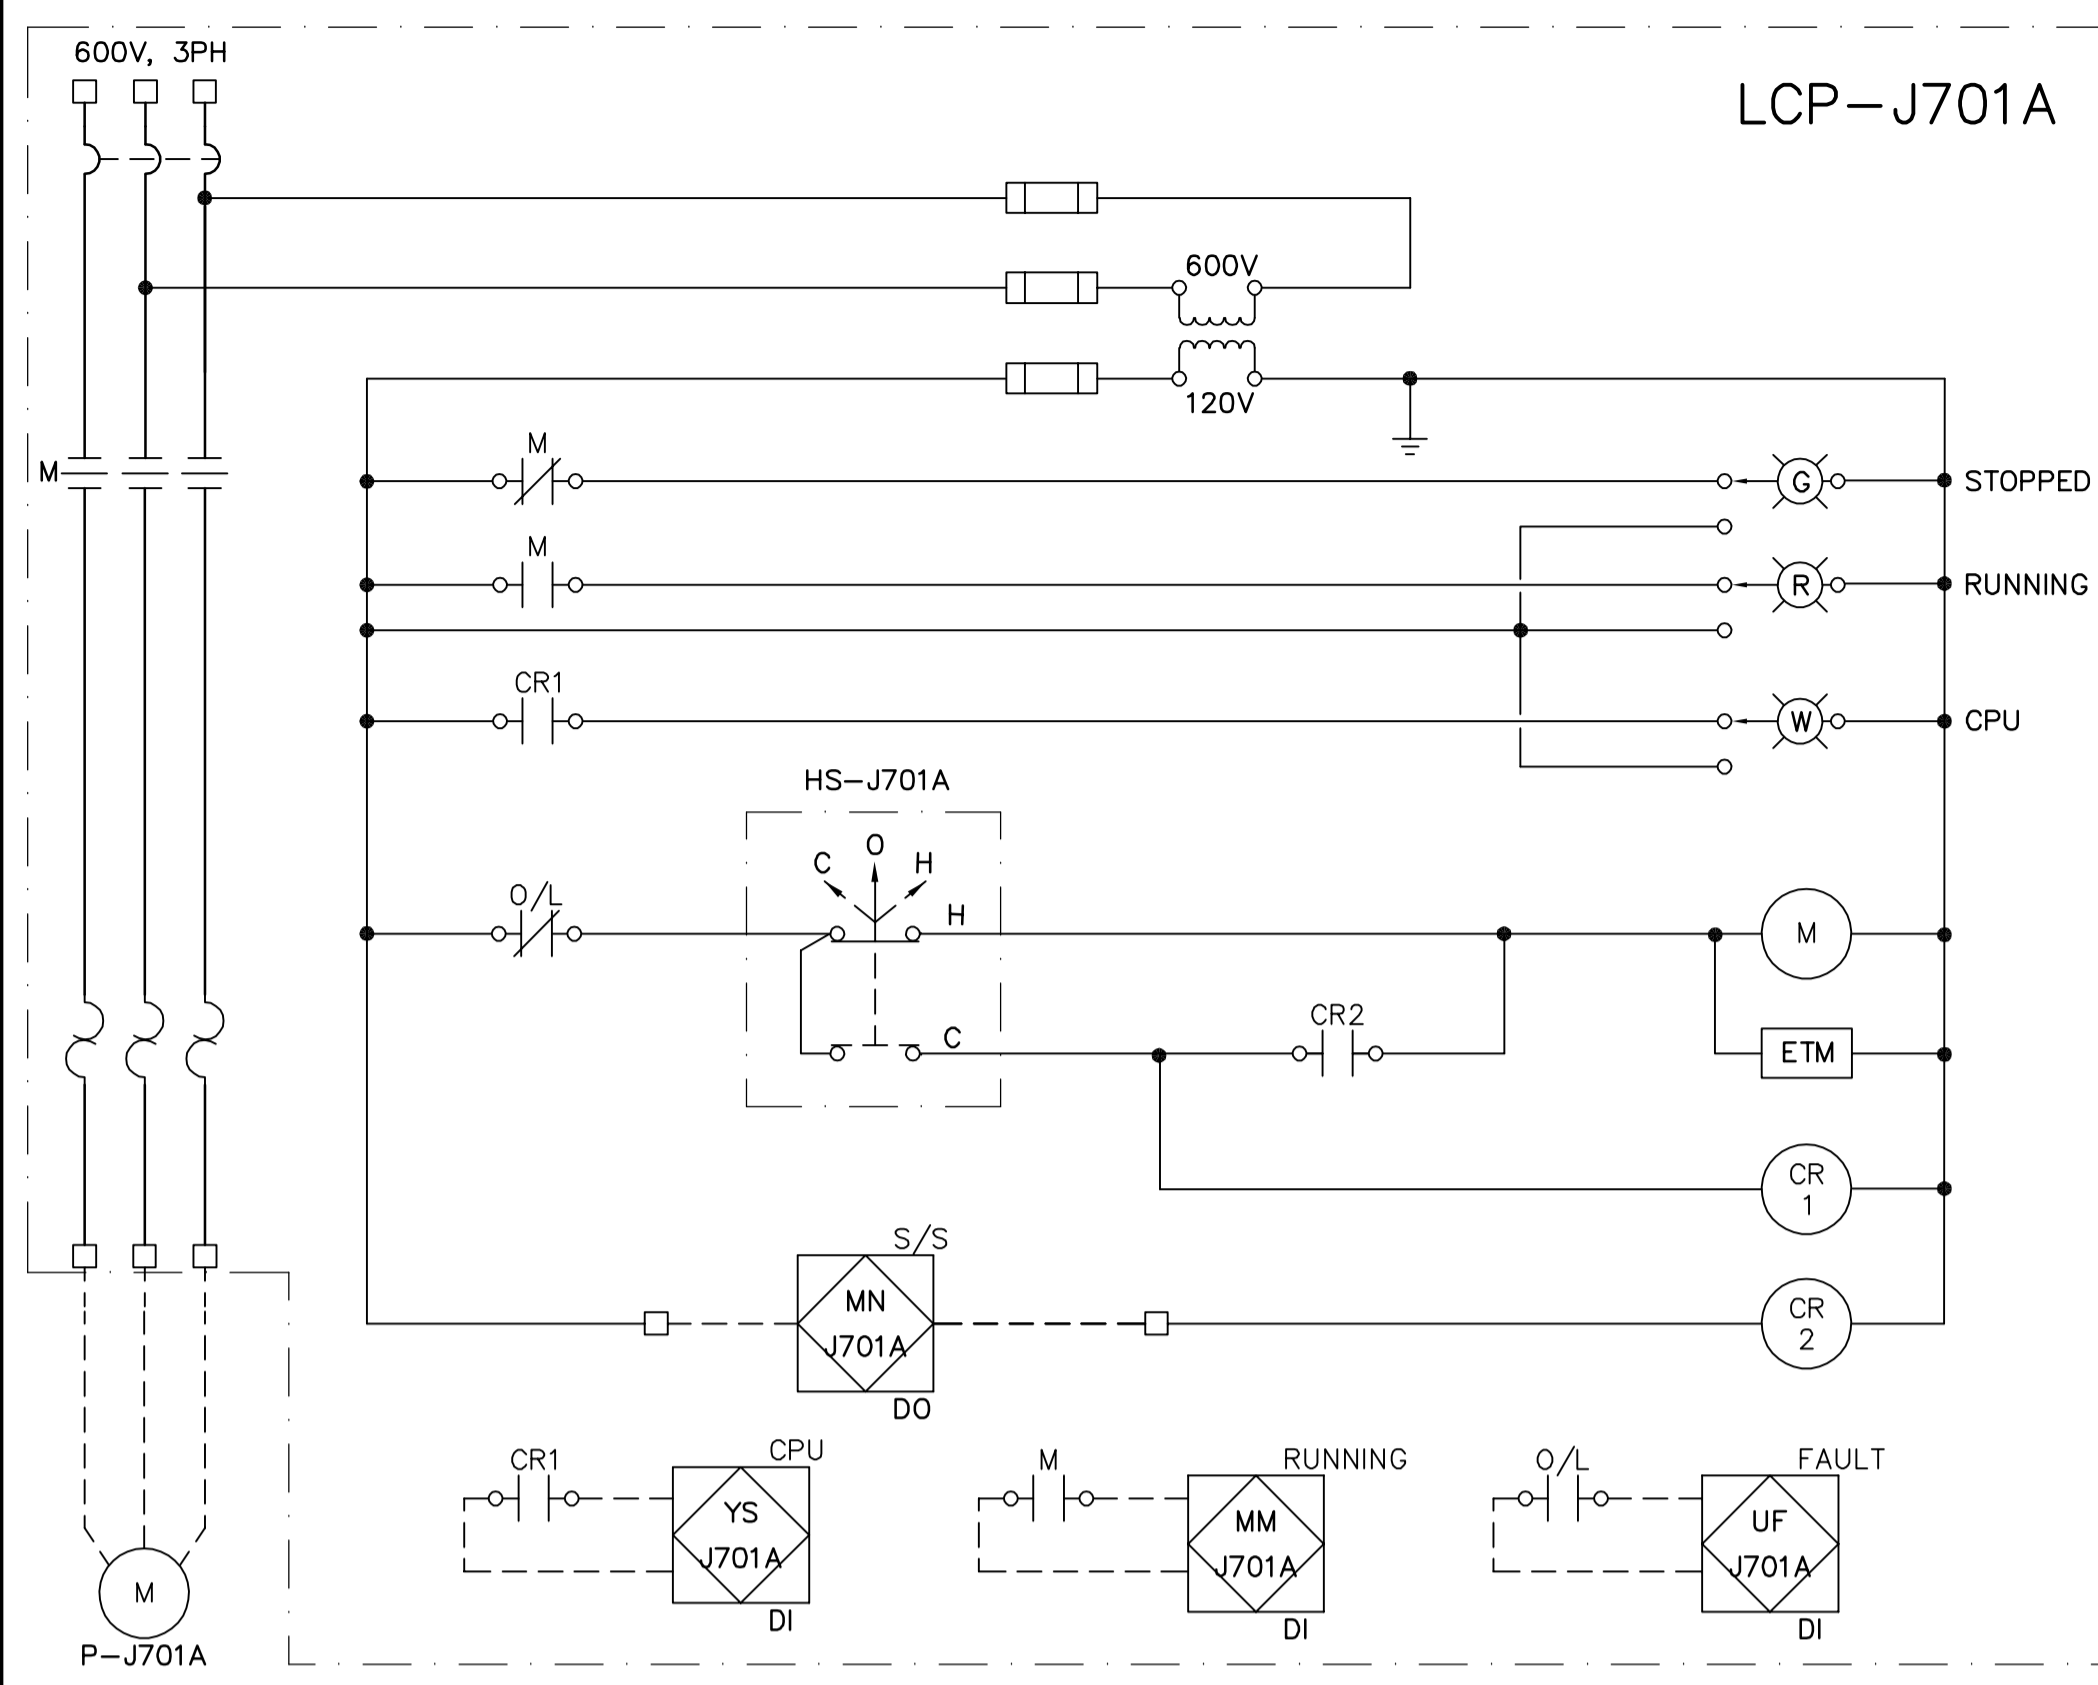 600V, 3PH
LCP-J701A
600V
120V
M
M
G
STOPPED
M
R
RUNNING
CR1
W
CPU
HS-J701A
C O H
O/L
H
M
CR2
C
ETM
CR
1
S/S
MN
J701A
DO
CR
2
CR1
CPU
YS
J701A
DI
M
RUNNING
MM
J701A
DI
O/L
FAULT
UF
J701A
DI
M
P-J701A